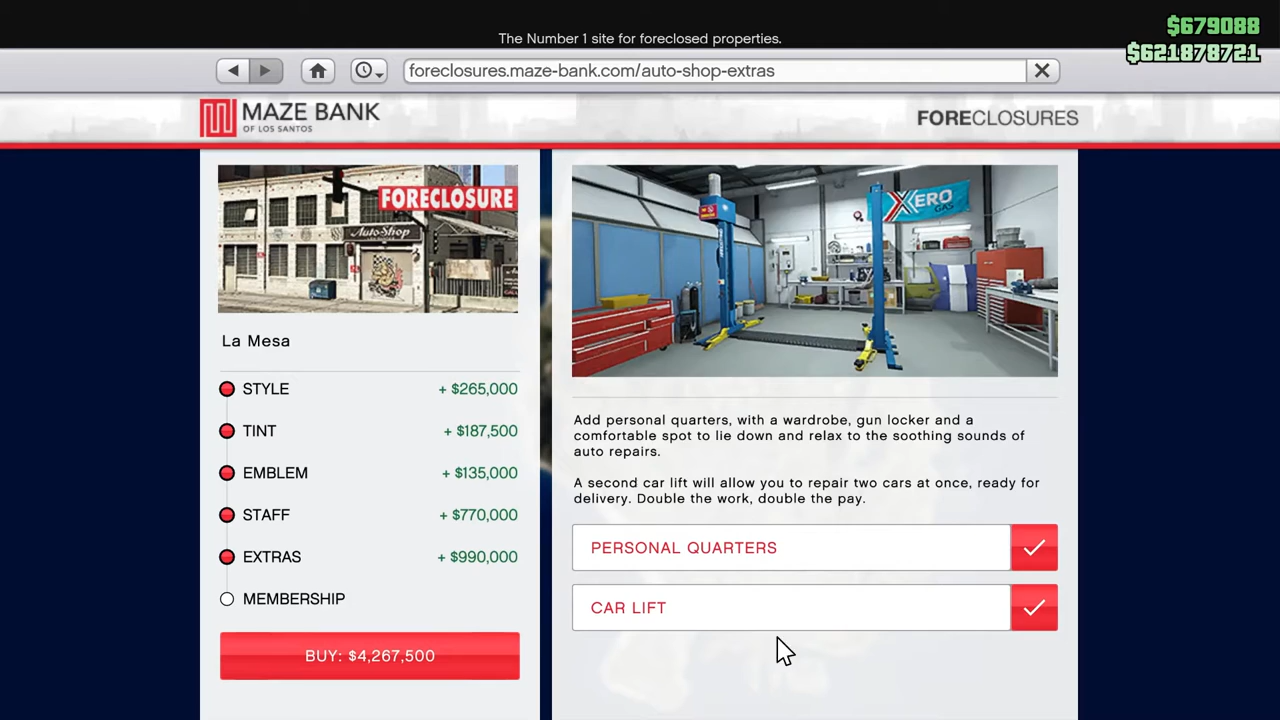 $679088
The Number 1 site for foreclosed properties.
$621878721
foreclosures.maze-bank.com/auto-shop-extras
MAZE BANK
OF LOS SANTOS
FORECLOSURES
FORECLOSURE
Auto Shop
XERO
GAS
La Mesa
STYLE + $265,000
TINT + $187,500
EMBLEM + $135,000
STAFF + $770,000
EXTRAS + $990,000
MEMBERSHIP
BUY: $4,267,500
Add personal quarters, with a wardrobe, gun locker and a
comfortable spot to lie down and relax to the soothing sounds of
auto repairs.
A second car lift will allow you to repair two cars at once, ready for
delivery. Double the work, double the pay.
PERSONAL QUARTERS
CAR LIFT